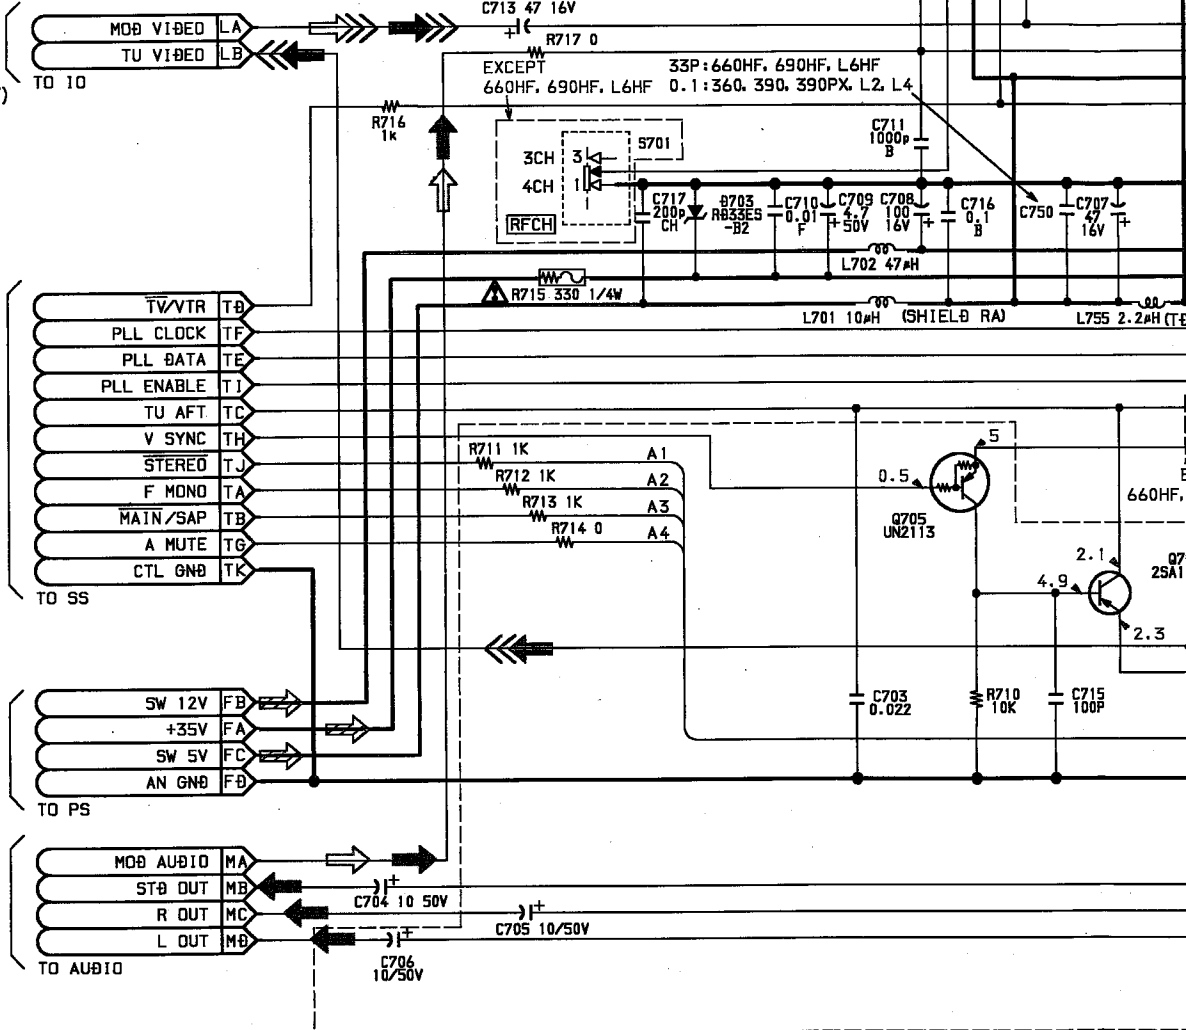 C713 47 16V
MOD VIDEO LA
TU VIDEO LB
TO IO
R717 0
EXCEPT
660HF. 690HF. L6HF
33P:660HF. 690HF. L6HF
0.1:360. 390. 390PX. L2. L4
R716
1K
C711
1000p
B
S701
3CH 3
4CH 1
RFCH
C717
200p
CH
D703
RD33ES
-B2
C710
0.01
F
C709
4.7
50V
C708
100
16V
C716
0.1
B
C750
C707
47
16V
L702 47μH
R715 330 1/4W
L701 10μH (SHIELD RA)
L755 2.2μH
TV/VTR TD
PLL CLOCK TF
PLL DATA TE
PLL ENABLE TI
TU AFT TC
V SYNC TH
STEREO TJ
F MONO TA
MAIN/SAP TB
A MUTE TG
CTL GND TK
TO SS
R711 1K A1
R712 1K A2
R713 1K A3
R714 0 A4
5
0.5
Q705
UN2113
660HF.
2.1
4.9
2SA1
2.3
C703
0.022
R710
10K
C715
100P
SW 12V FB
+35V FA
SW 5V FC
AN GND FD
TO PS
MOD AUDIO MA
STD OUT MB
R OUT MC
L OUT MD
TO AUDIO
C704 10 50V
C705 10/50V
C706
10/50V